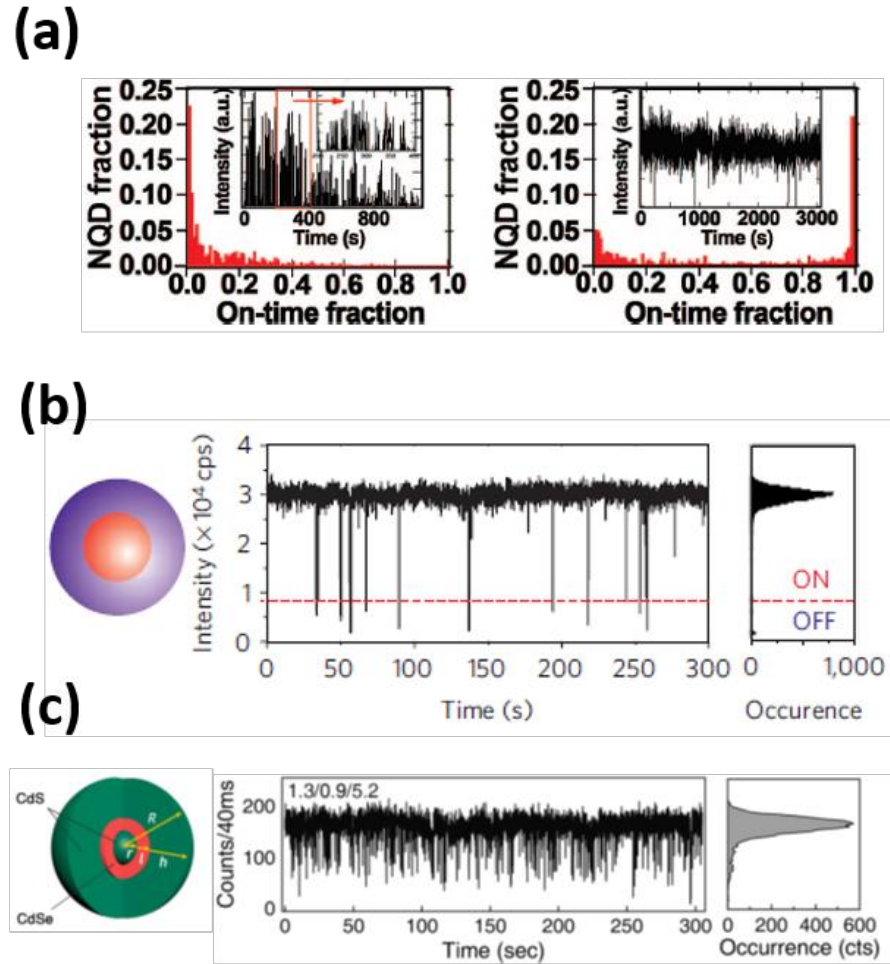 (a)
NQD fraction
0.25
0.20
0.15
0.10
0.05
0.00
0.0 0.2 0.4 0.6 0.8 1.0
On-time fraction
Intensity (a.u.)
0 400 800
Time (s)
NQD fraction
0.25
0.20
0.15
0.10
0.05
0.00
0.0 0.2 0.4 0.6 0.8 1.0
On-time fraction
Intensity (a.u.)
0 1000 2000 3000
Time (s)
(b)
Intensity (× 10⁴ cps)
4
3
2
1
0
0 50 100 150 200 250 300
Time (s)
ON
OFF
0 1,000
Occurence
(c)
CdS
R
r
h
CdSe
Counts/40ms
1.3/0.9/5.2
200
100
0
0 50 100 150 200 250 300
Time (sec)
0 200 400 600
Occurrence (cts)